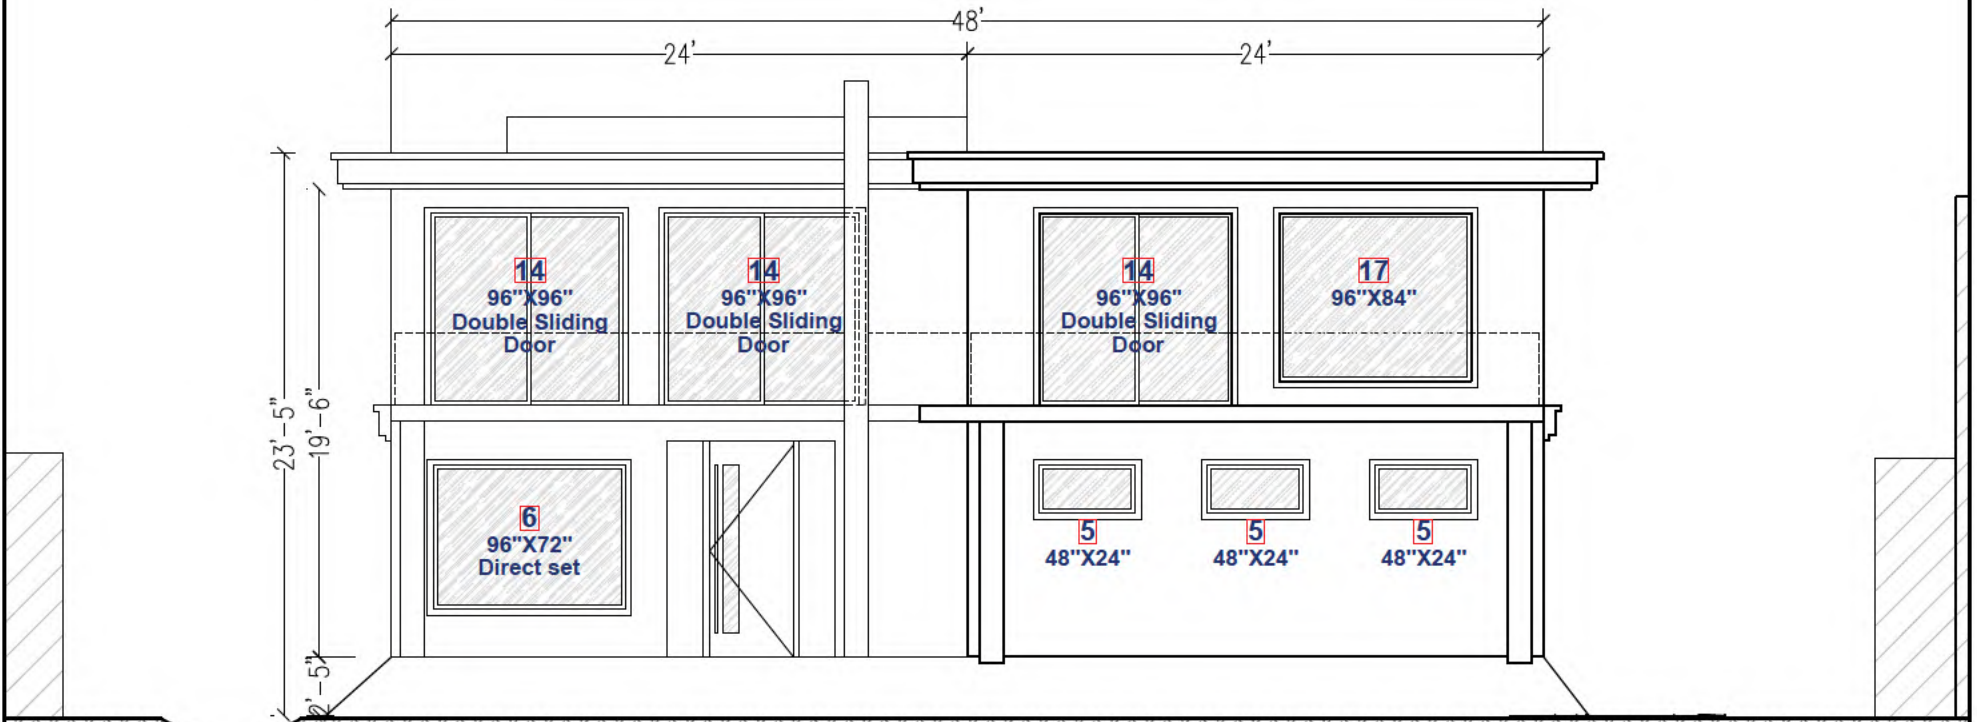 48'
24'
24'
14
96"X96"
Double Sliding
Door
14
96"X96"
Double Sliding
Door
14
96"X96"
Double Sliding
Door
17
96"X84"
23'-5"
19'-6"
2'-5"
6
96"X72"
Direct set
5
48"X24"
5
48"X24"
5
48"X24"